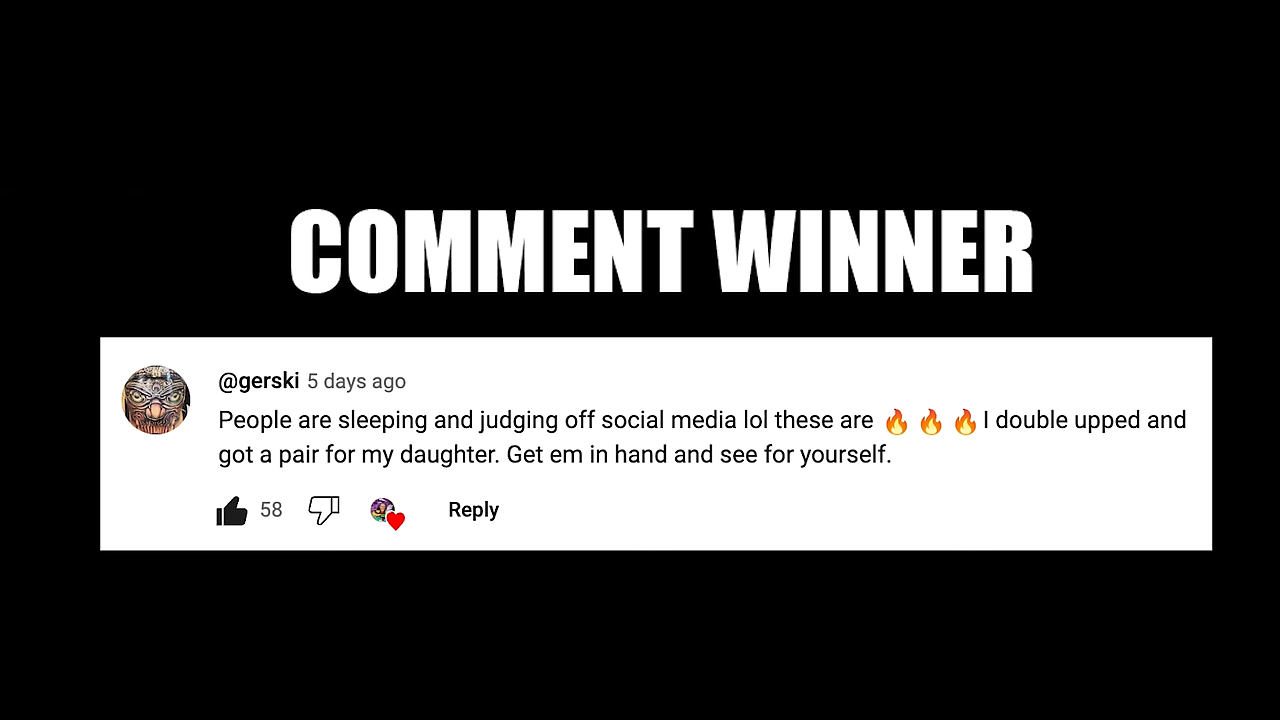 COMMENT WINNER
@gerski 5 days ago
People are sleeping and judging off social media lol these are 🔥 🔥 🔥 I double upped and
got a pair for my daughter. Get em in hand and see for yourself.
58 Reply